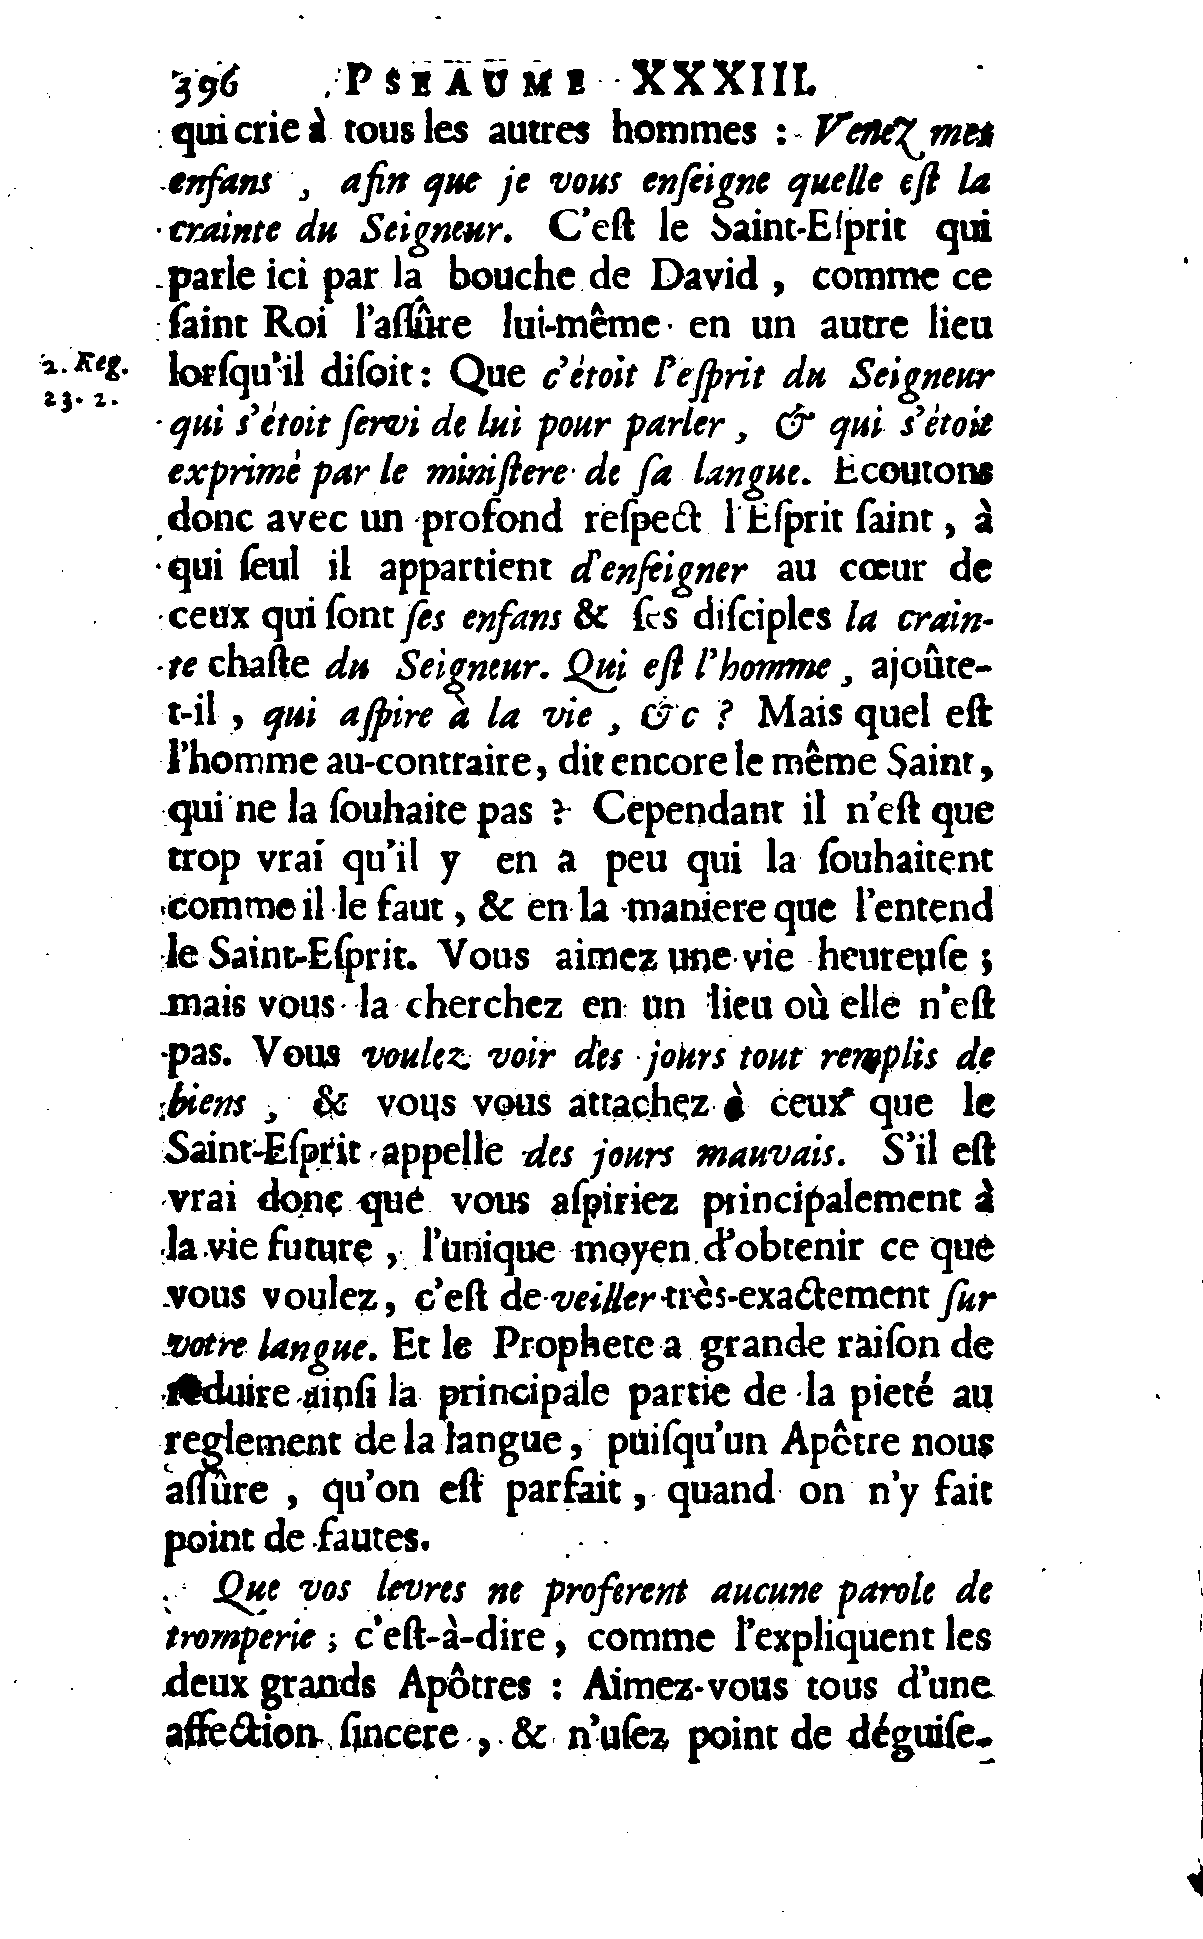 396 PSEAUME XXXIII.
qui crie à tous les autres hommes : Venez mes
enfans , afin que je vous enſeigne quelle eſt la
crainte du Seigneur. C'eſt le Saint-Eſprit qui
parle ici par la bouche de David , comme ce
ſaint Roi l'aſſûre lui-même en un autre lieu
2. Reg.
23. 2.
lorſqu'il diſoit : Que c'étoit l'eſprit du Seigneur
qui s'étoit ſervi de lui pour parler , & qui s'étoit
exprimé par le miniſtere de ſa langue. Ecoutons
donc avec un profond reſpect l'Eſprit ſaint , à
qui ſeul il appartient d'enſeigner au cœur de
ceux qui ſont ſes enfans & ſes diſciples la crain-
te chaſte du Seigneur. Qui eſt l'homme , ajoûte-
t-il , qui aſpire à la vie , &c ? Mais quel eſt
l'homme au-contraire, dit encore le même Saint,
qui ne la ſouhaite pas ? Cependant il n'eſt que
trop vrai qu'il y en a peu qui la ſouhaitent
comme il le faut , & en la maniere que l'entend
le Saint-Eſprit. Vous aimez une vie heureuſe ;
mais vous la cherchez en un lieu où elle n'eſt
pas. Vous voulez voir des jours tout remplis de
biens , & vous vous attachez à ceux que le
Saint-Eſprit appelle des jours mauvais. S'il eſt
vrai donc que vous aſpiriez principalement à
la vie future , l'unique moyen d'obtenir ce que
vous voulez, c'eſt de veiller très-exactement ſur
votre langue. Et le Prophete a grande raiſon de
réduire ainſi la principale partie de la pieté au
reglement de la langue, puiſqu'un Apôtre nous
aſſûre , qu'on eſt parfait , quand on n'y fait
point de fautes.
Que vos levres ne proferent aucune parole de
tromperie ; c'eſt-à-dire, comme l'expliquent les
deux grands Apôtres : Aimez-vous tous d'une
affection ſincere , & n'uſez point de déguiſe-